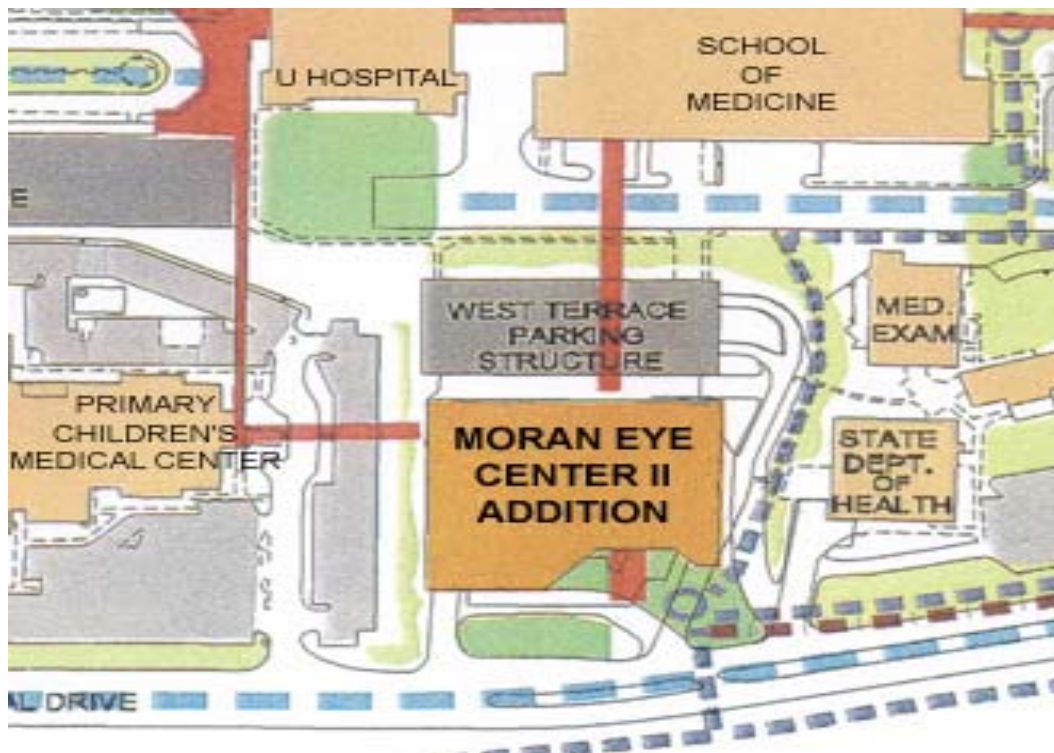 U HOSPITAL
SCHOOL
OF
MEDICINE
E
WEST TERRACE
PARKING
STRUCTURE
MED.
EXAM
PRIMARY
CHILDREN'S
MEDICAL CENTER
MORAN EYE
CENTER II
ADDITION
STATE
DEPT.
OF
HEALTH
AL DRIVE